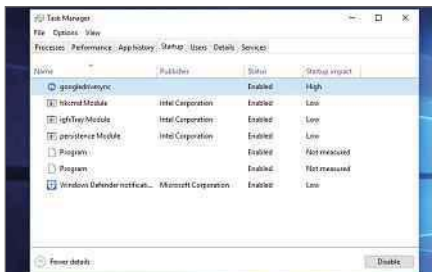 Task Manager
File Options View
Processes Performance App history Startup Users Details Services
Name Publisher Status Startup impact
googledrivesync Enabled High
hkcmd Module Intel Corporation Enabled Low
igfxTray Module Intel Corporation Enabled Low
persistence Module Intel Corporation Enabled Low
Program Enabled Not measured
Program Enabled Not measured
Windows Defender notificati... Microsoft Corporation Enabled Low
Fewer details Disable